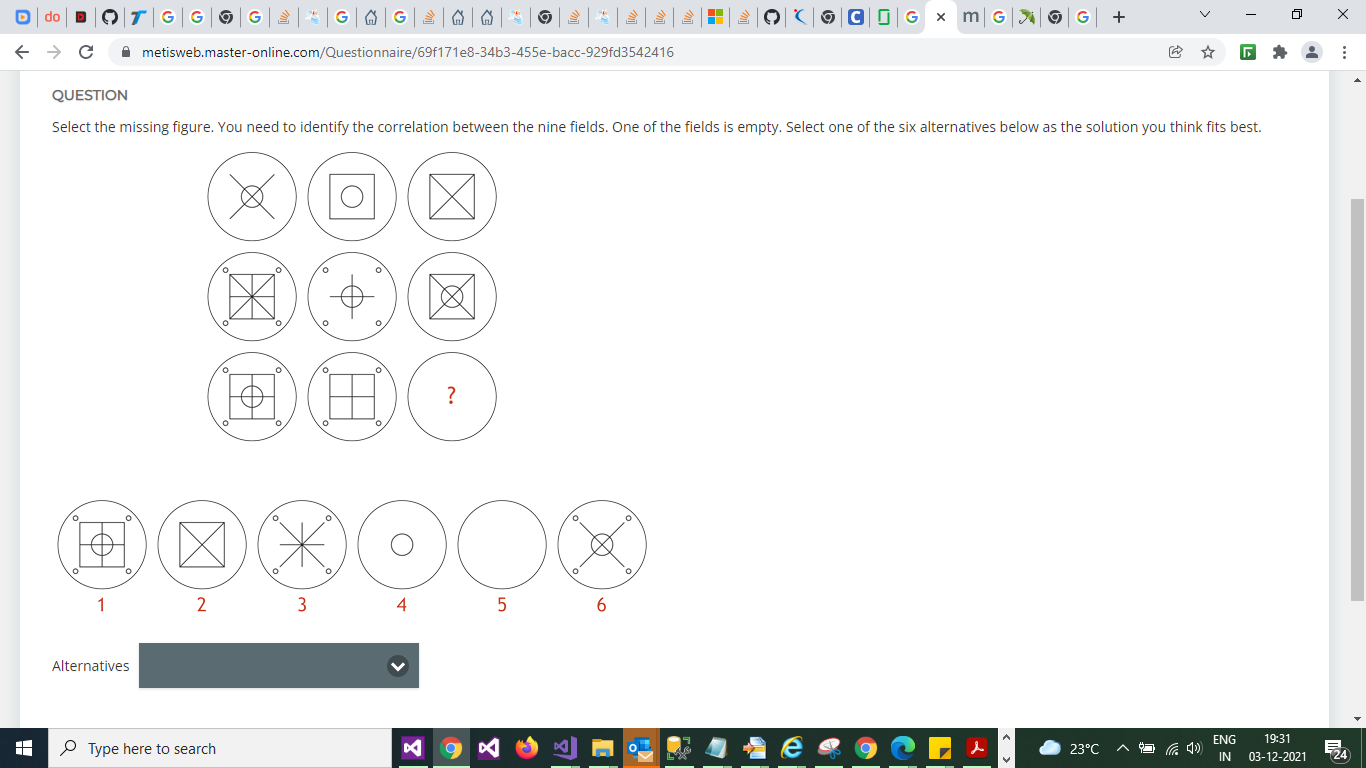 do
metisweb.master-online.com/Questionnaire/69f171e8-34b3-455e-bacc-929fd3542416
QUESTION
Select the missing figure. You need to identify the correlation between the nine fields. One of the fields is empty. Select one of the six alternatives below as the solution you think fits best.
?
1 2 3 4 5 6
Alternatives
Type here to search
23°C
ENG
IN
19:31
03-12-2021
24